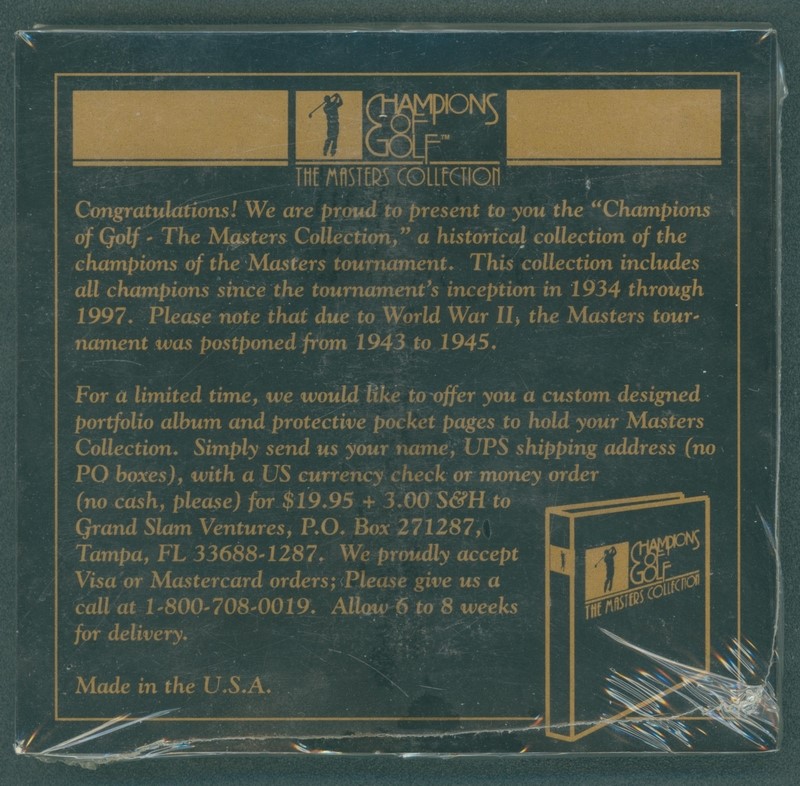 CHAMPIONS
OF
GOLF™
THE MASTERS COLLECTION
Congratulations! We are proud to present to you the “Champions
of Golf - The Masters Collection,” a historical collection of the
champions of the Masters tournament. This collection includes
all champions since the tournament's inception in 1934 through
1997. Please note that due to World War II, the Masters tour-
nament was postponed from 1943 to 1945.
For a limited time, we would like to offer you a custom designed
portfolio album and protective pocket pages to hold your Masters
Collection. Simply send us your name, UPS shipping address (no
PO boxes), with a US currency check or money order
(no cash, please) for $19.95 + 3.00 S&H to
Grand Slam Ventures, P.O. Box 271287,
Tampa, FL 33688-1287. We proudly accept
Visa or Mastercard orders; Please give us a
call at 1-800-708-0019. Allow 6 to 8 weeks
for delivery.
Made in the U.S.A.
CHAMPIONS
OF
GOLF
THE MASTERS COLLECTION